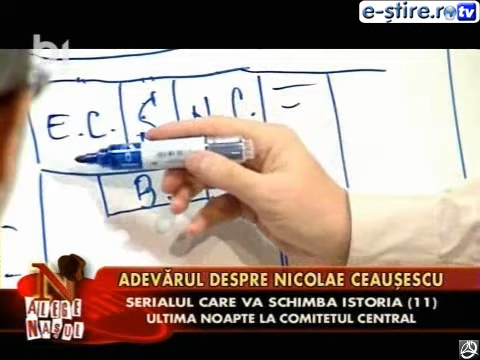 e-știre.ro tv
b1
E.C. S N.C. =
B.
ADEVĂRUL DESPRE NICOLAE CEAUȘESCU
SERIALUL CARE VA SCHIMBA ISTORIA (11)
ULTIMA NOAPTE LA COMITETUL CENTRAL
N
ALEGE
NAȘUL